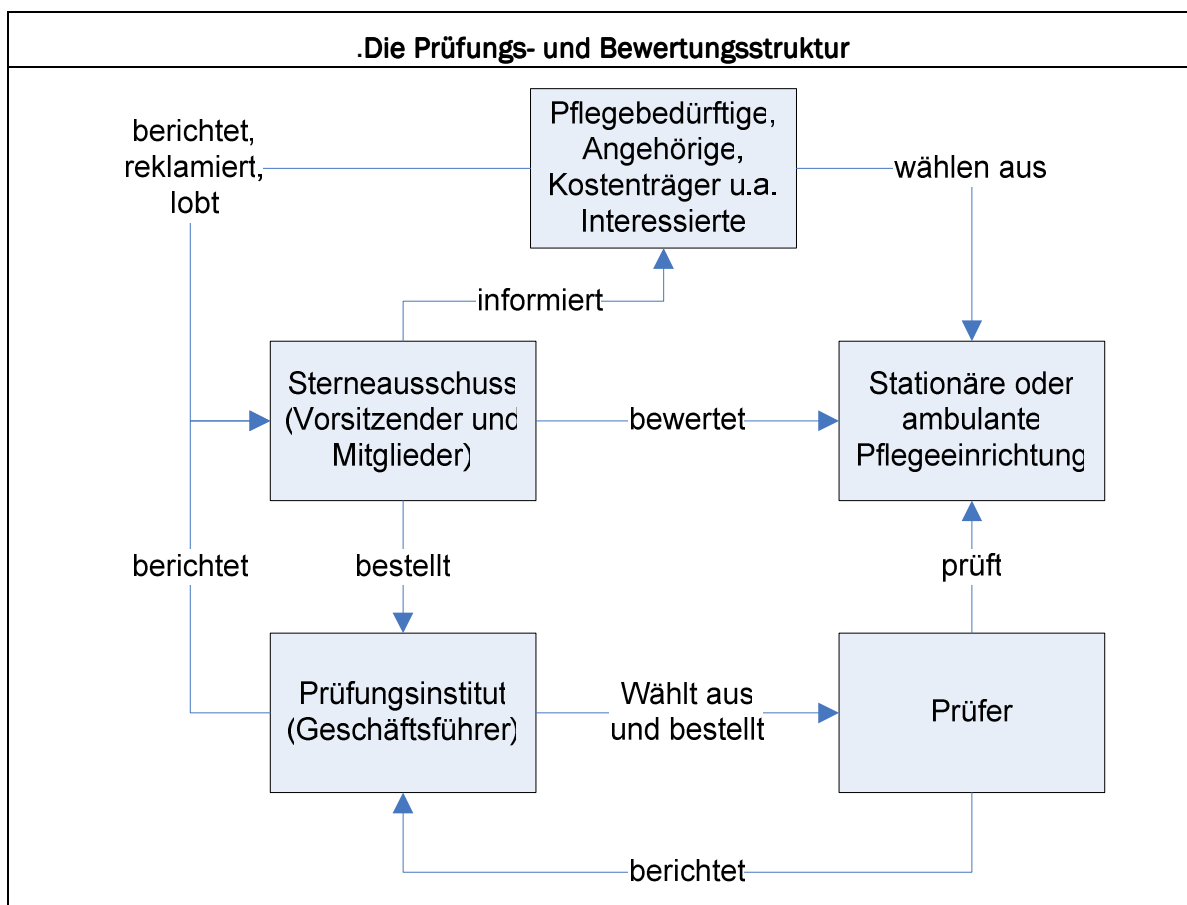 .Die Prüfungs- und Bewertungsstruktur
Pflegebedürftige,
Angehörige,
Kostenträger u.a.
Interessierte
berichtet,
reklamiert,
lobt
wählen aus
informiert
Sterneausschuss
(Vorsitzender und
Mitglieder)
bewertet
Stationäre oder
ambulante
Pflegeeinrichtung
berichtet
bestellt
prüft
Prüfungsinstitut
(Geschäftsführer)
Wählt aus
und bestellt
Prüfer
berichtet